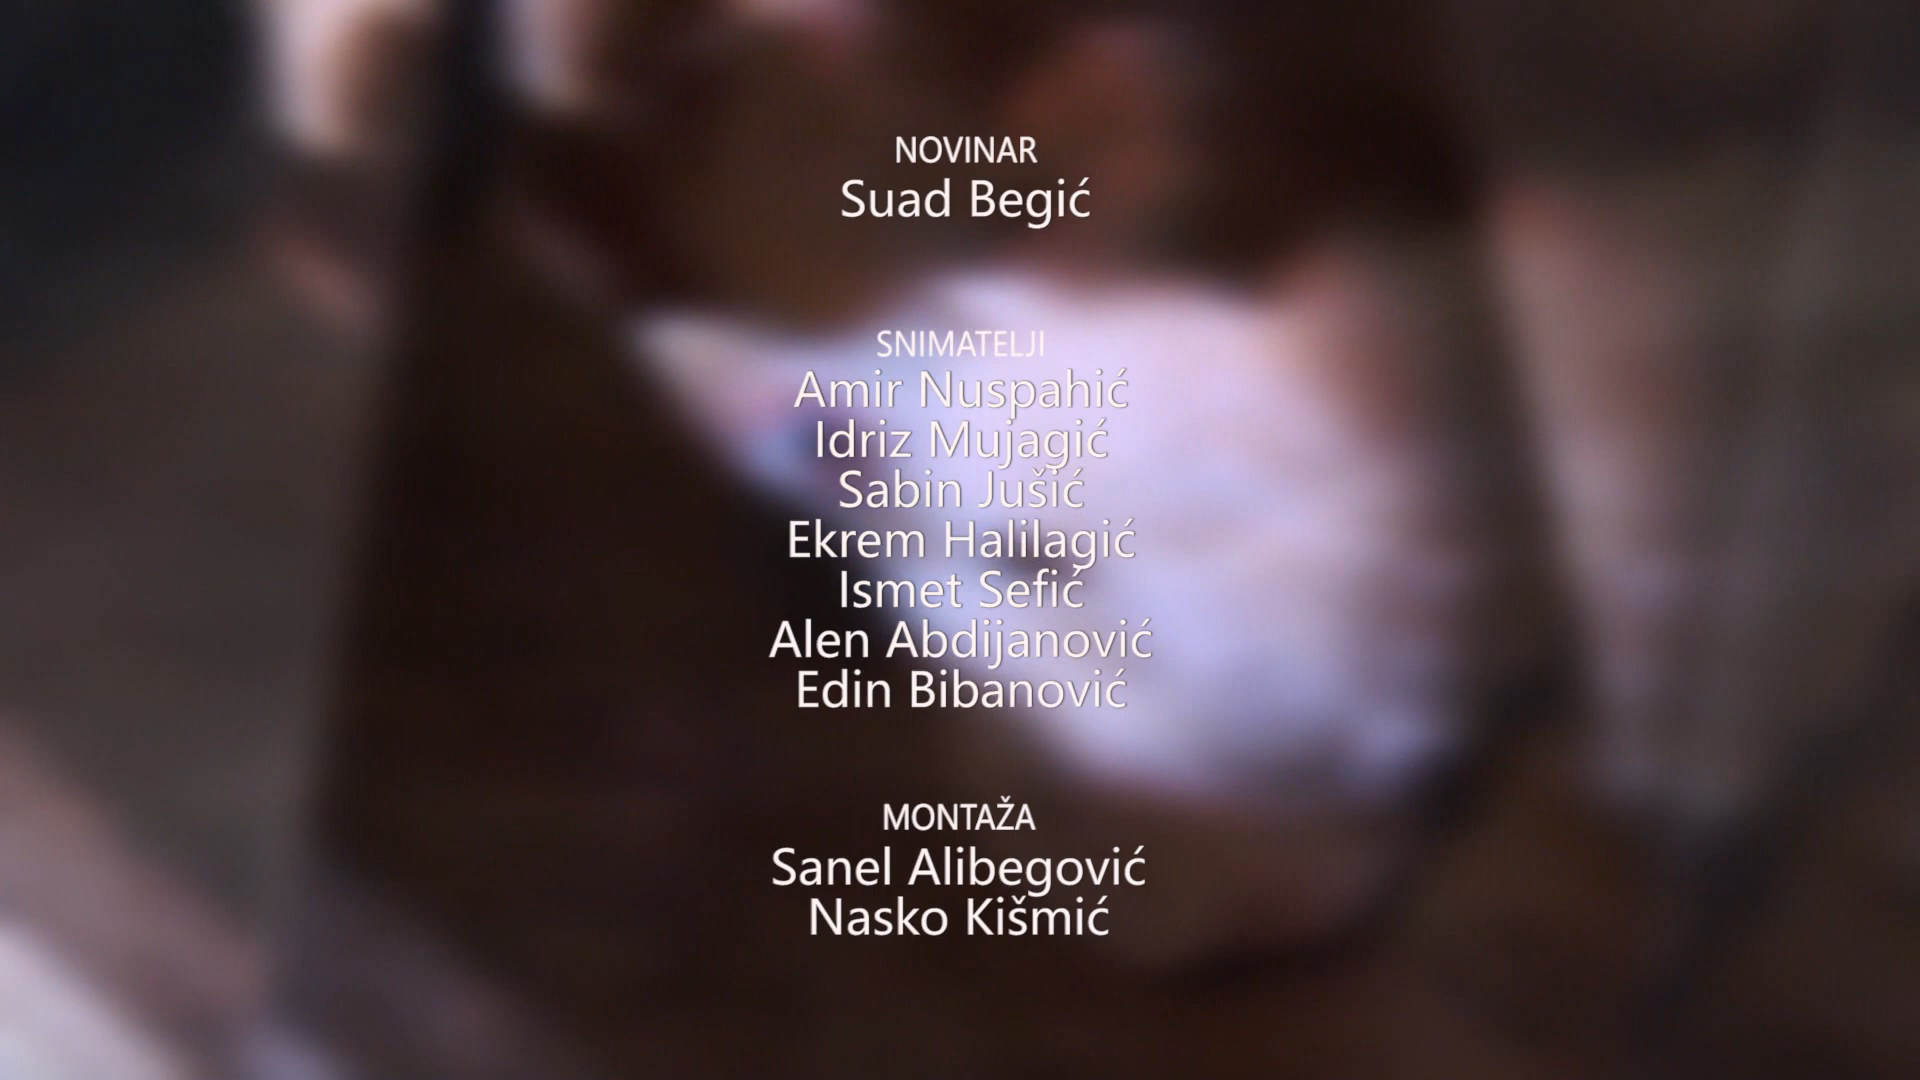 NOVINAR
Suad Begić
SNIMATELJI
Amir Nuspahić
Idriz Mujagić
Sabin Jušić
Ekrem Halilagić
Ismet Sefić
Alen Abdijanović
Edin Bibanović
MONTAŽA
Sanel Alibegović
Nasko Kišmić